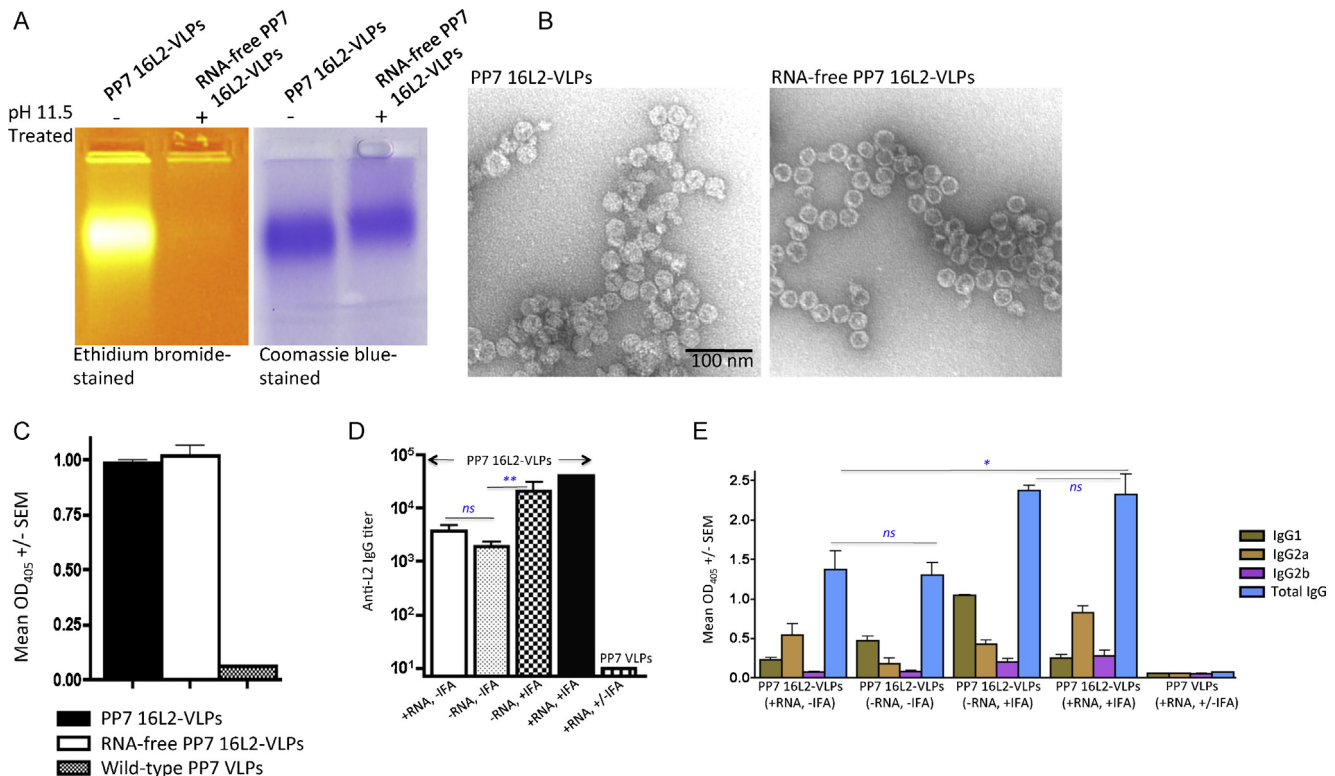 A
PP7 16L2-VLPs
RNA-free PP7
16L2-VLPs
PP7 16L2-VLPs
RNA-free PP7
16L2-VLPs
pH 11.5
Treated
- + - +
Ethidium bromide-
stained
Coomassie blue-
stained
B
PP7 16L2-VLPs
RNA-free PP7 16L2-VLPs
100 nm
C
Mean OD405 +/- SEM
1.00
0.75
0.50
0.25
0.00
PP7 16L2-VLPs
RNA-free PP7 16L2-VLPs
Wild-type PP7 VLPs
D
Anti-L2 IgG titer
10^5
10^4
10^3
10^2
10^1
PP7 16L2-VLPs
ns
**
PP7 VLPs
+RNA, -IFA
-RNA, -IFA
-RNA, +IFA
+RNA, +IFA
+RNA, +/-IFA
E
Mean OD405 +/- SEM
2.5
2.0
1.5
1.0
0.5
0.0
*
ns
ns
PP7 16L2-VLPs
(+RNA, -IFA)
PP7 16L2-VLPs
(-RNA, -IFA)
PP7 16L2-VLPs
(-RNA, +IFA)
PP7 16L2-VLPs
(+RNA, +IFA)
PP7 VLPs
(+RNA, +/-IFA)
IgG1
IgG2a
IgG2b
Total IgG